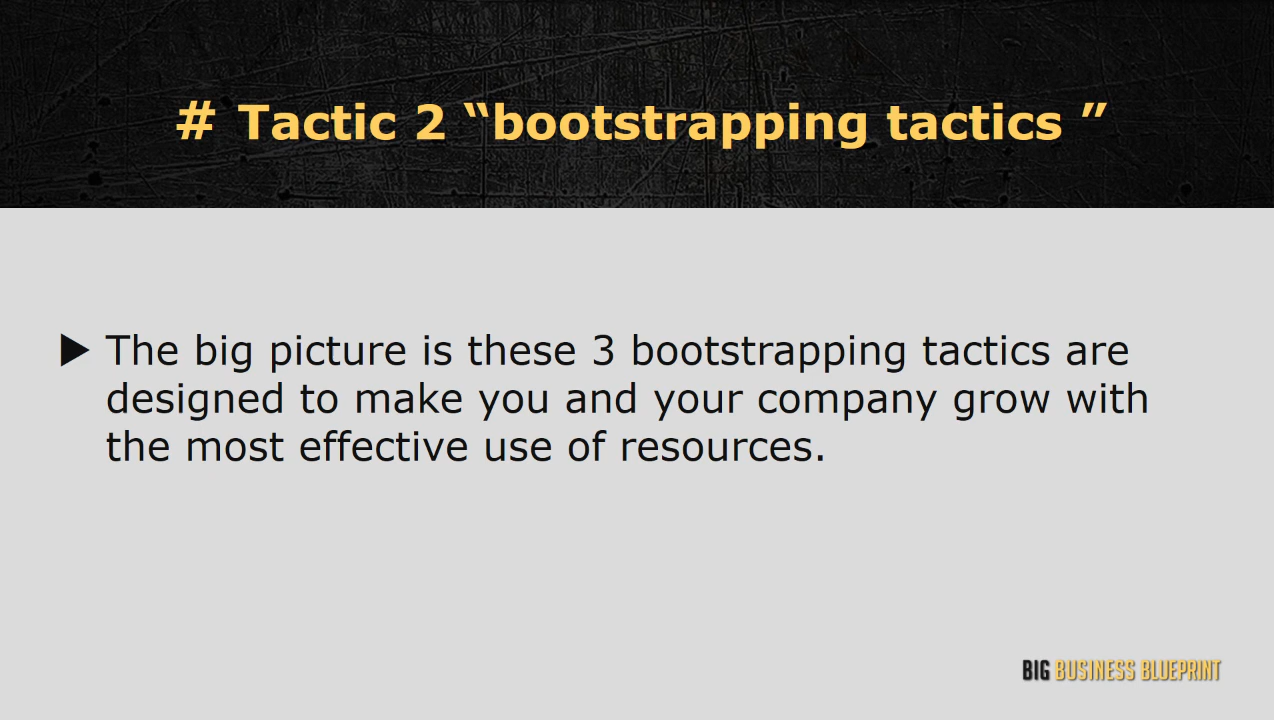 # Tactic 2 “bootstrapping tactics ”
▶ The big picture is these 3 bootstrapping tactics are
designed to make you and your company grow with
the most effective use of resources.
BIG BUSINESS BLUEPRINT